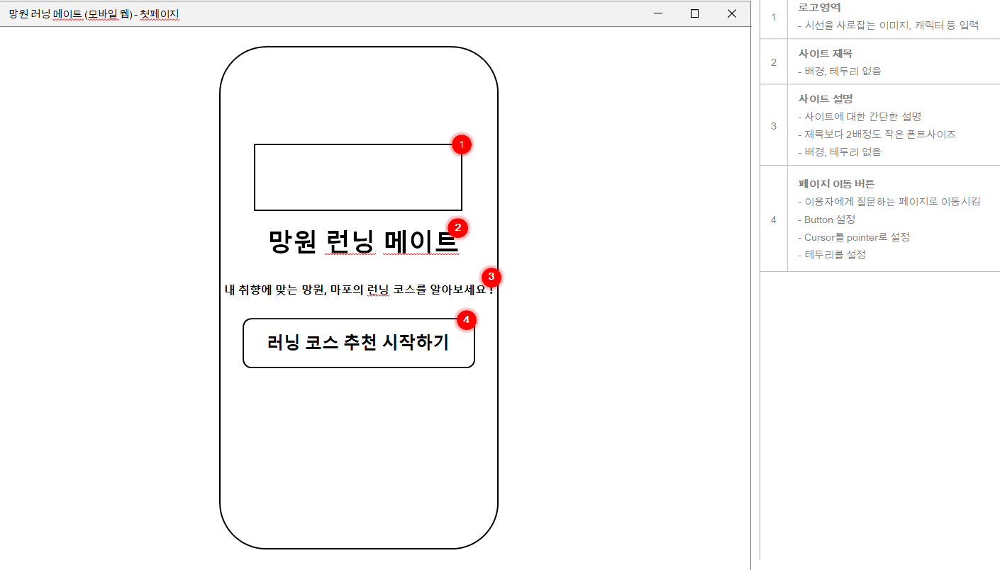 망원 러닝 메이트 (모바일 웹) - 첫페이지
1
망원 런닝 메이트
2
내 취향에 맞는 망원, 마포의 런닝 코스를 알아보세요 !
3
러닝 코스 추천 시작하기
4
1
로고영역
- 시선을 사로잡는 이미지, 캐릭터 등 입력
2
사이트 제목
- 배경, 테두리 없음
3
사이트 설명
- 사이트에 대한 간단한 설명
- 제목보다 2배정도 작은 폰트사이즈
- 배경, 테두리 없음
4
페이지 이동 버튼
- 이용자에게 질문하는 페이지로 이동시킴
- Button 설정
- Cursor를 pointer로 설정
- 테두리를 설정